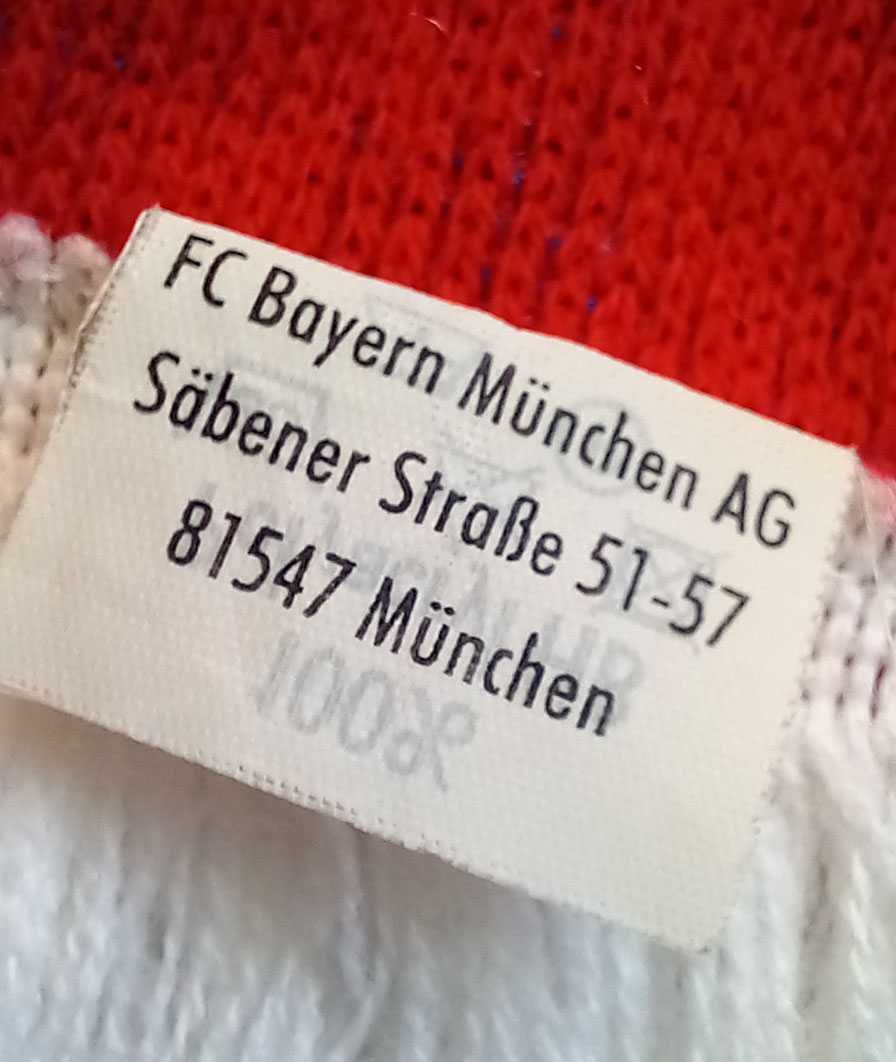 FC Bayern München AG
Säbener Straße 51-57
81547 München